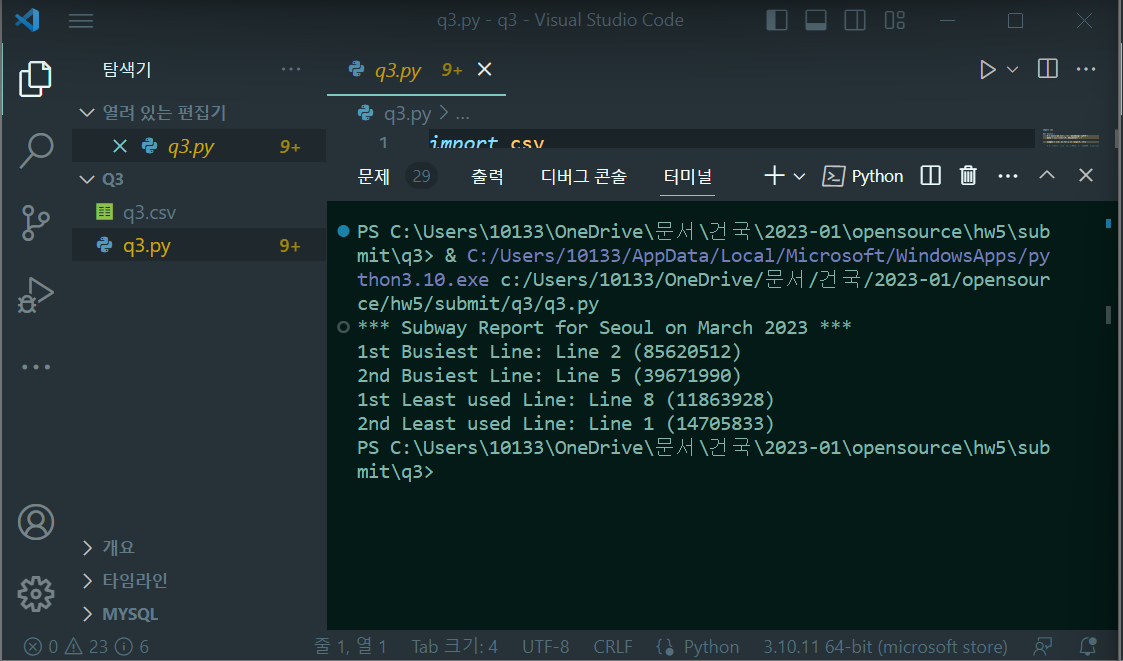 q3.py - q3 - Visual Studio Code
탐색기
열려 있는 편집기
q3.py 9+
Q3
q3.csv
q3.py 9+
개요
타임라인
MYSQL
q3.py 9+
q3.py > ...
1 import csv
문제 29 출력 디버그 콘솔 터미널 Python
PS C:\Users\10133\OneDrive\문서\건국\2023-01\opensource\hw5\sub
mit\q3> & C:/Users/10133/AppData/Local/Microsoft/WindowsApps/py
thon3.10.exe c:/Users/10133/OneDrive/문서/건국/2023-01/opensour
ce/hw5/submit/q3/q3.py
*** Subway Report for Seoul on March 2023 ***
1st Busiest Line: Line 2 (85620512)
2nd Busiest Line: Line 5 (39671990)
1st Least used Line: Line 8 (11863928)
2nd Least used Line: Line 1 (14705833)
PS C:\Users\10133\OneDrive\문서\건국\2023-01\opensource\hw5\sub
mit\q3>
0 23 6 줄 1, 열 1 Tab 크기: 4 UTF-8 CRLF Python 3.10.11 64-bit (microsoft store)